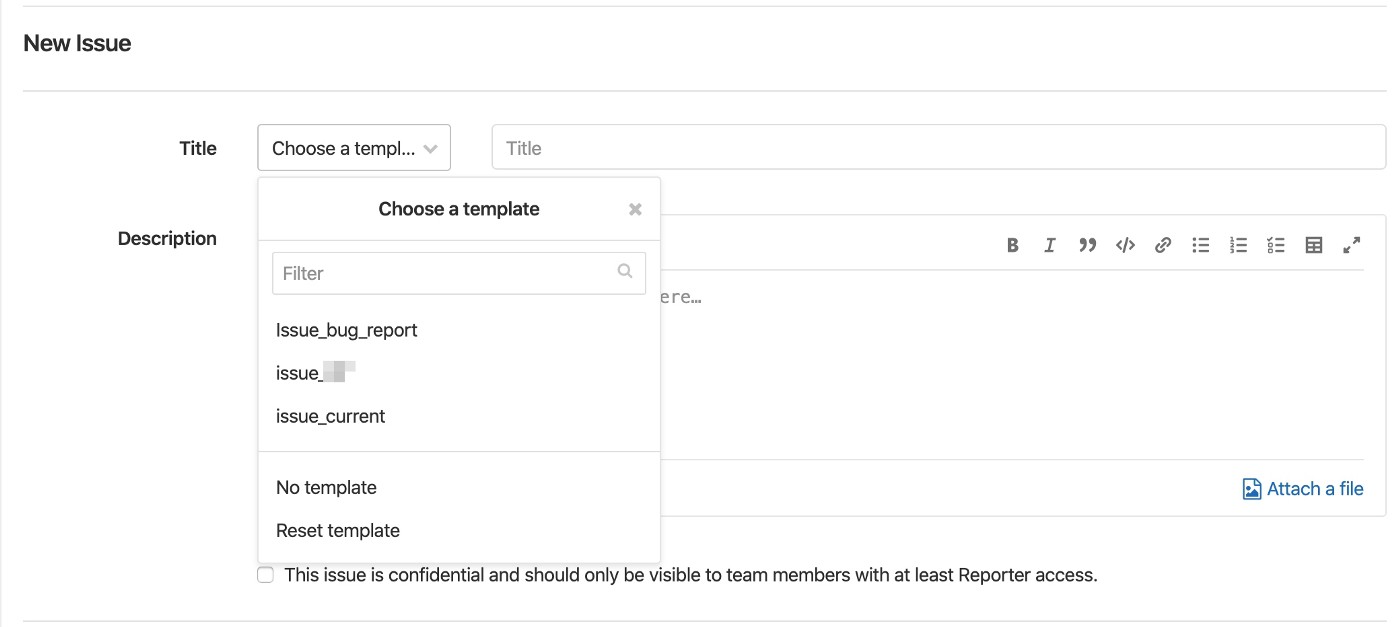 New Issue
Title
Choose a templ...
Title
Choose a template
Description
Filter
ere…
Issue_bug_report
issue_
issue_current
No template
Attach a file
Reset template
This issue is confidential and should only be visible to team members with at least Reporter access.